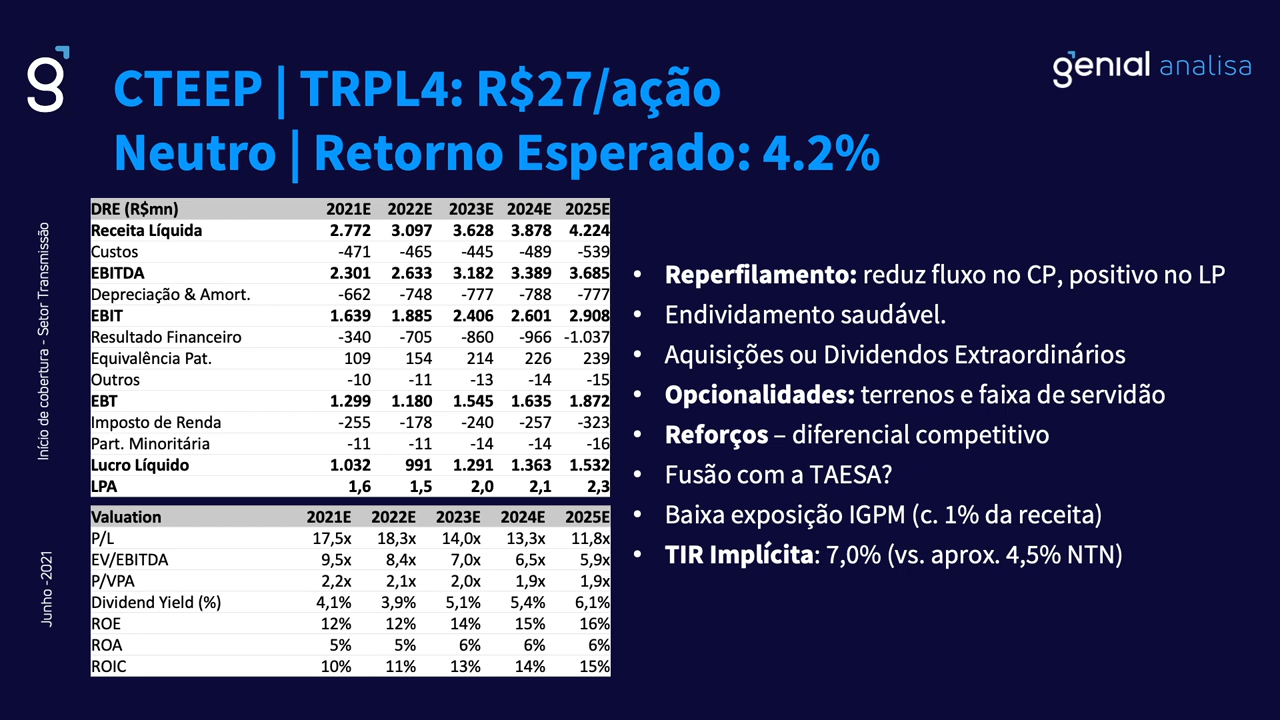 genial analisa
CTEEP | TRPL4: R$27/ação
Neutro | Retorno Esperado: 4.2%
Início de cobertura - Setor Transmissão
Junho -2021
DRE (R$mn) 2021E 2022E 2023E 2024E 2025E
Receita Líquida 2.772 3.097 3.628 3.878 4.224
Custos -471 -465 -445 -489 -539
EBITDA 2.301 2.633 3.182 3.389 3.685
Depreciação & Amort. -662 -748 -777 -788 -777
EBIT 1.639 1.885 2.406 2.601 2.908
Resultado Financeiro -340 -705 -860 -966 -1.037
Equivalência Pat. 109 154 214 226 239
Outros -10 -11 -13 -14 -15
EBT 1.299 1.180 1.545 1.635 1.872
Imposto de Renda -255 -178 -240 -257 -323
Part. Minoritária -11 -11 -14 -14 -16
Lucro Líquido 1.032 991 1.291 1.363 1.532
LPA 1,6 1,5 2,0 2,1 2,3
Valuation 2021E 2022E 2023E 2024E 2025E
P/L 17,5x 18,3x 14,0x 13,3x 11,8x
EV/EBITDA 9,5x 8,4x 7,0x 6,5x 5,9x
P/VPA 2,2x 2,1x 2,0x 1,9x 1,9x
Dividend Yield (%) 4,1% 3,9% 5,1% 5,4% 6,1%
ROE 12% 12% 14% 15% 16%
ROA 5% 5% 6% 6% 6%
ROIC 10% 11% 13% 14% 15%
• Reperfilamento: reduz fluxo no CP, positivo no LP
• Endividamento saudável.
• Aquisições ou Dividendos Extraordinários
• Opcionalidades: terrenos e faixa de servidão
• Reforços – diferencial competitivo
• Fusão com a TAESA?
• Baixa exposição IGPM (c. 1% da receita)
• TIR Implícita: 7,0% (vs. aprox. 4,5% NTN)